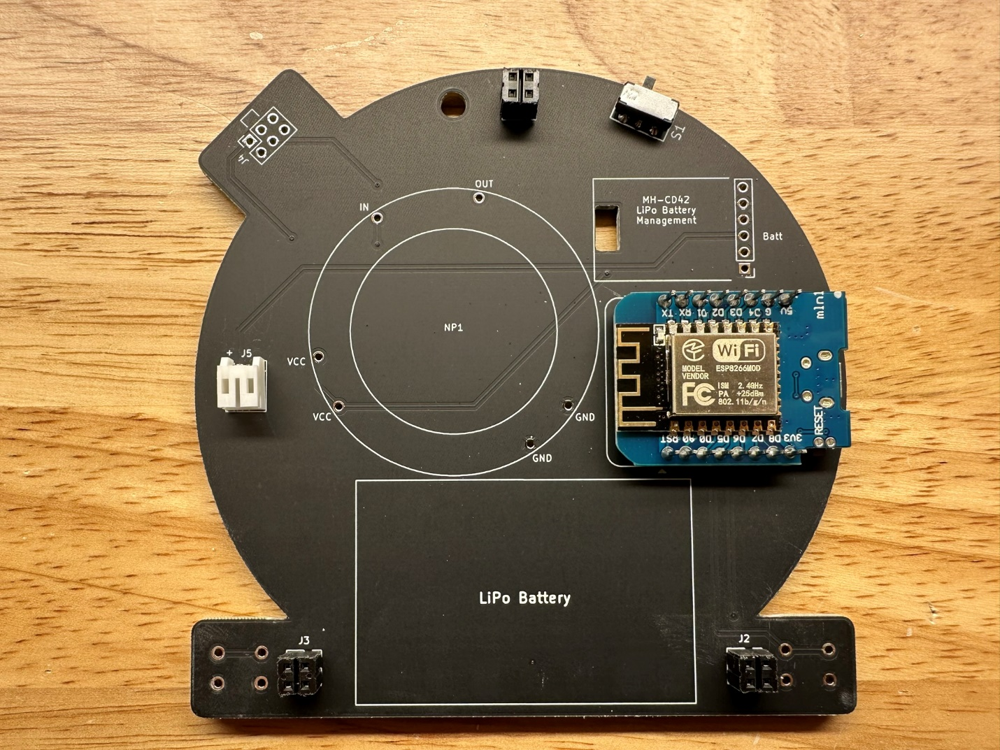 J4
S1
OUT
IN
MH-CD42
LiPo Battery
Management
Batt
NP1
+ J5
VCC
VCC
GND
GND
TX RX D1 D2 D3 D4 G 5V
mini
WiFi
MODEL
VENDOR
ESP8266MOD
FC
ISM 2.4GHz
PA +25dBm
802.11b/g/n
RST A0 D0 D5 D6 D7 D8 3V3
RESET
LiPo Battery
J3
J2